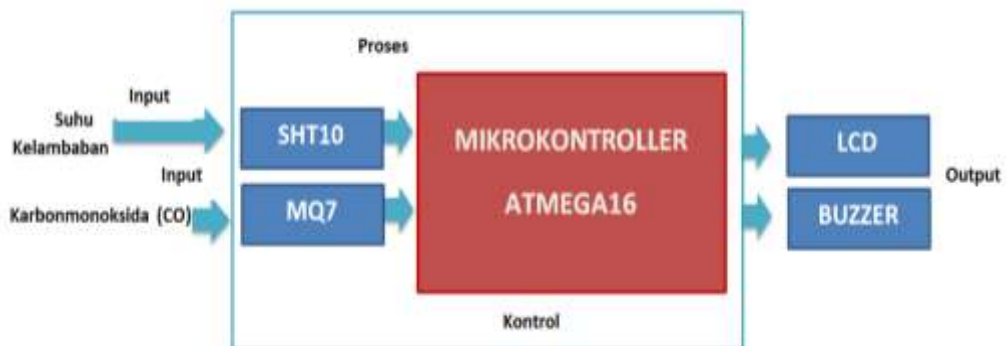 Proses
Input
Suhu
Kelambaban
SHT10
MIKROKONTROLLER
LCD
Input
Output
Karbonmonoksida (CO)
MQ7
ATMEGA16
BUZZER
Kontrol